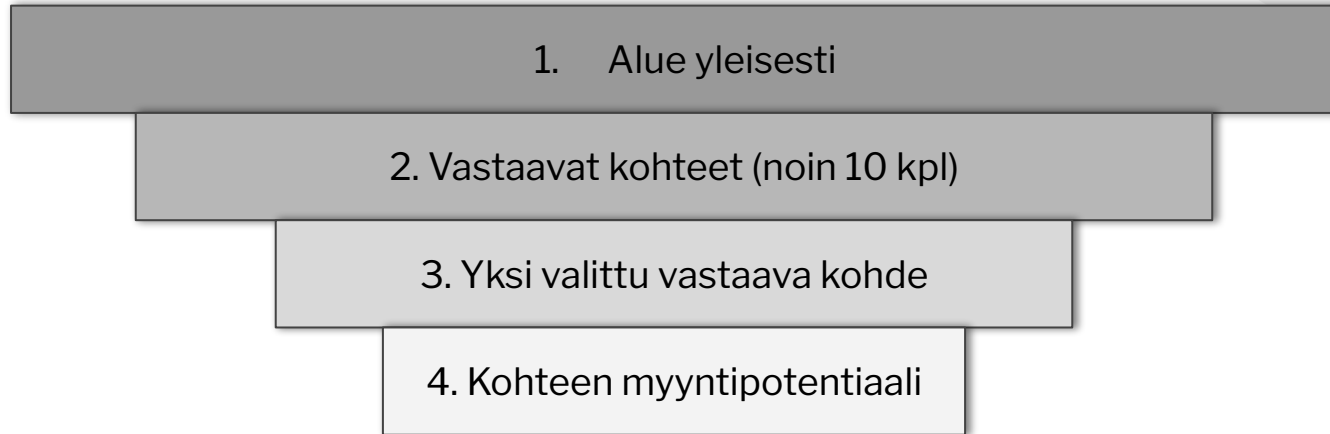 1. Alue yleisesti
2. Vastaavat kohteet (noin 10 kpl)
3. Yksi valittu vastaava kohde
4. Kohteen myyntipotentiaali